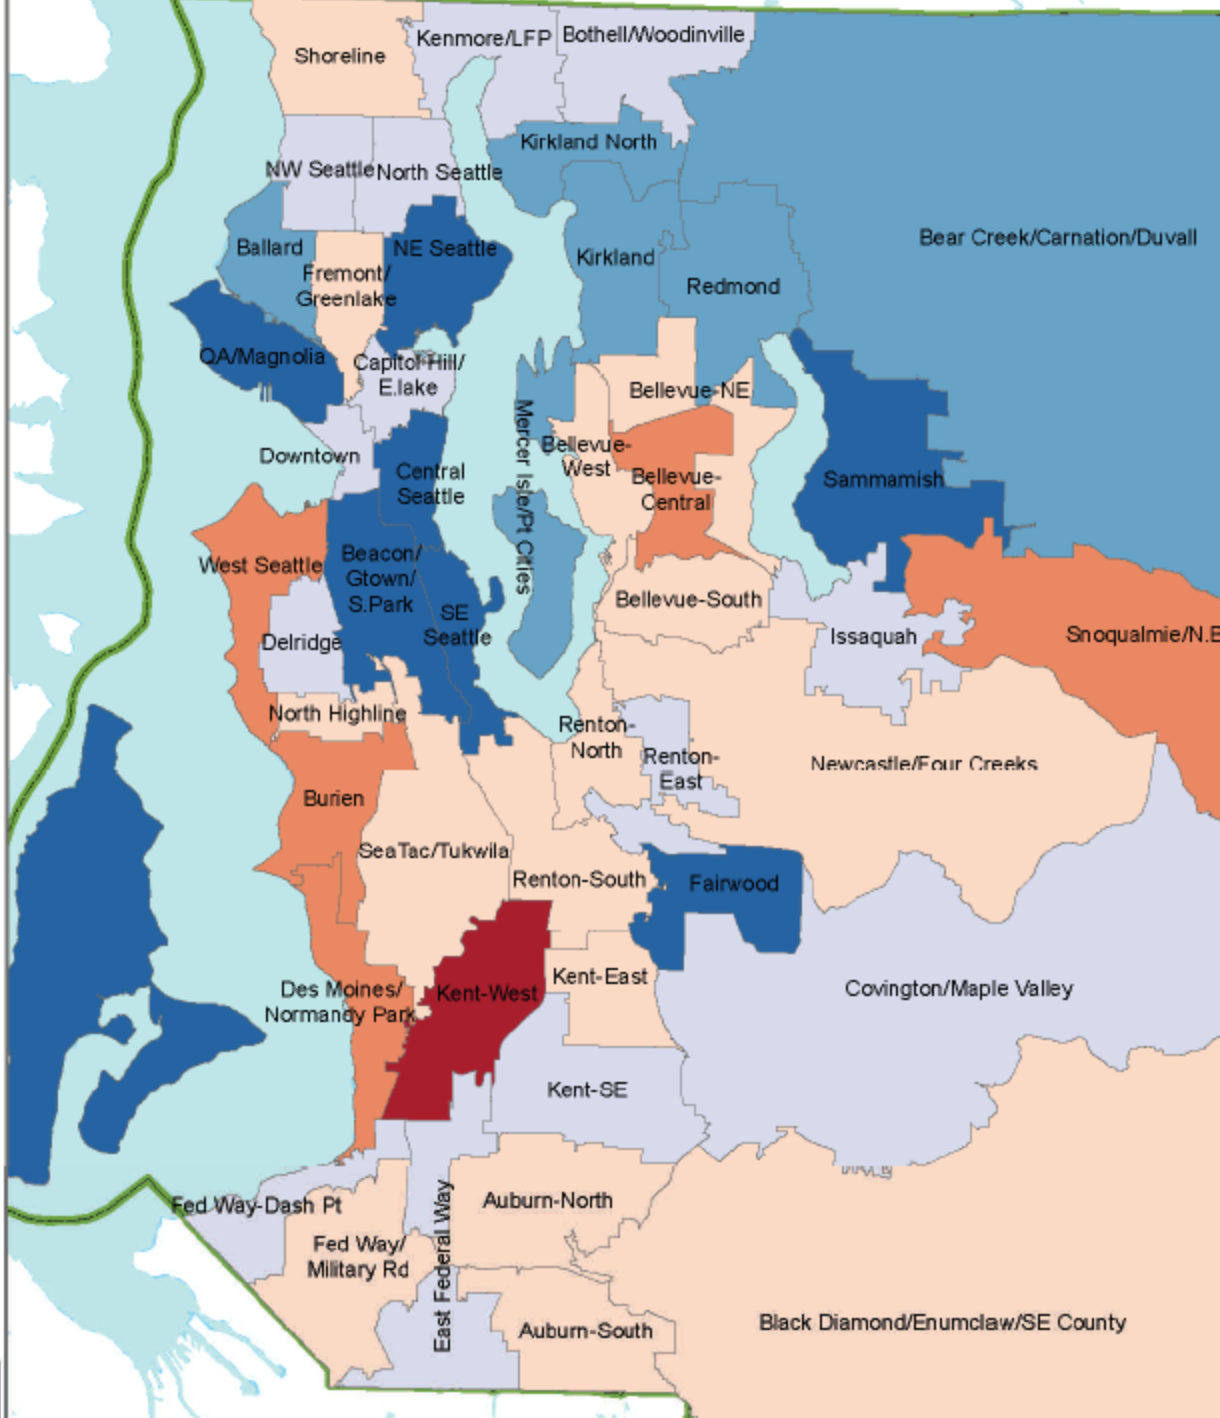 Shoreline
Kenmore/LFP
Bothell/Woodinville
Kirkland North
NW Seattle
North Seattle
Ballard
NE Seattle
Bear Creek/Carnation/Duvall
Kirkland
Fremont/
Greenlake
Redmond
QA/Magnolia
Capitol Hill/
E.lake
Bellevue-NE
Mercer Isle/Pt Cities
Bellevue-
West
Downtown
Central
Seattle
Bellevue-
Central
Sammamish
West Seattle
Beacon/
Gtown/
S.Park
SE
Seattle
Bellevue-South
Delridge
Issaquah
Snoqualmie/N.B
North Highline
Renton-
North
Renton-
East
Newcastle/Four Creeks
Burien
SeaTac/Tukwila
Renton-South
Fairwood
Kent-East
Des Moines/
Normandy Park
Kent-West
Covington/Maple Valley
Kent-SE
Fed Way-Dash Pt
Auburn-North
East Federal Way
Fed Way/
Military Rd
Auburn-South
Black Diamond/Enumclaw/SE County